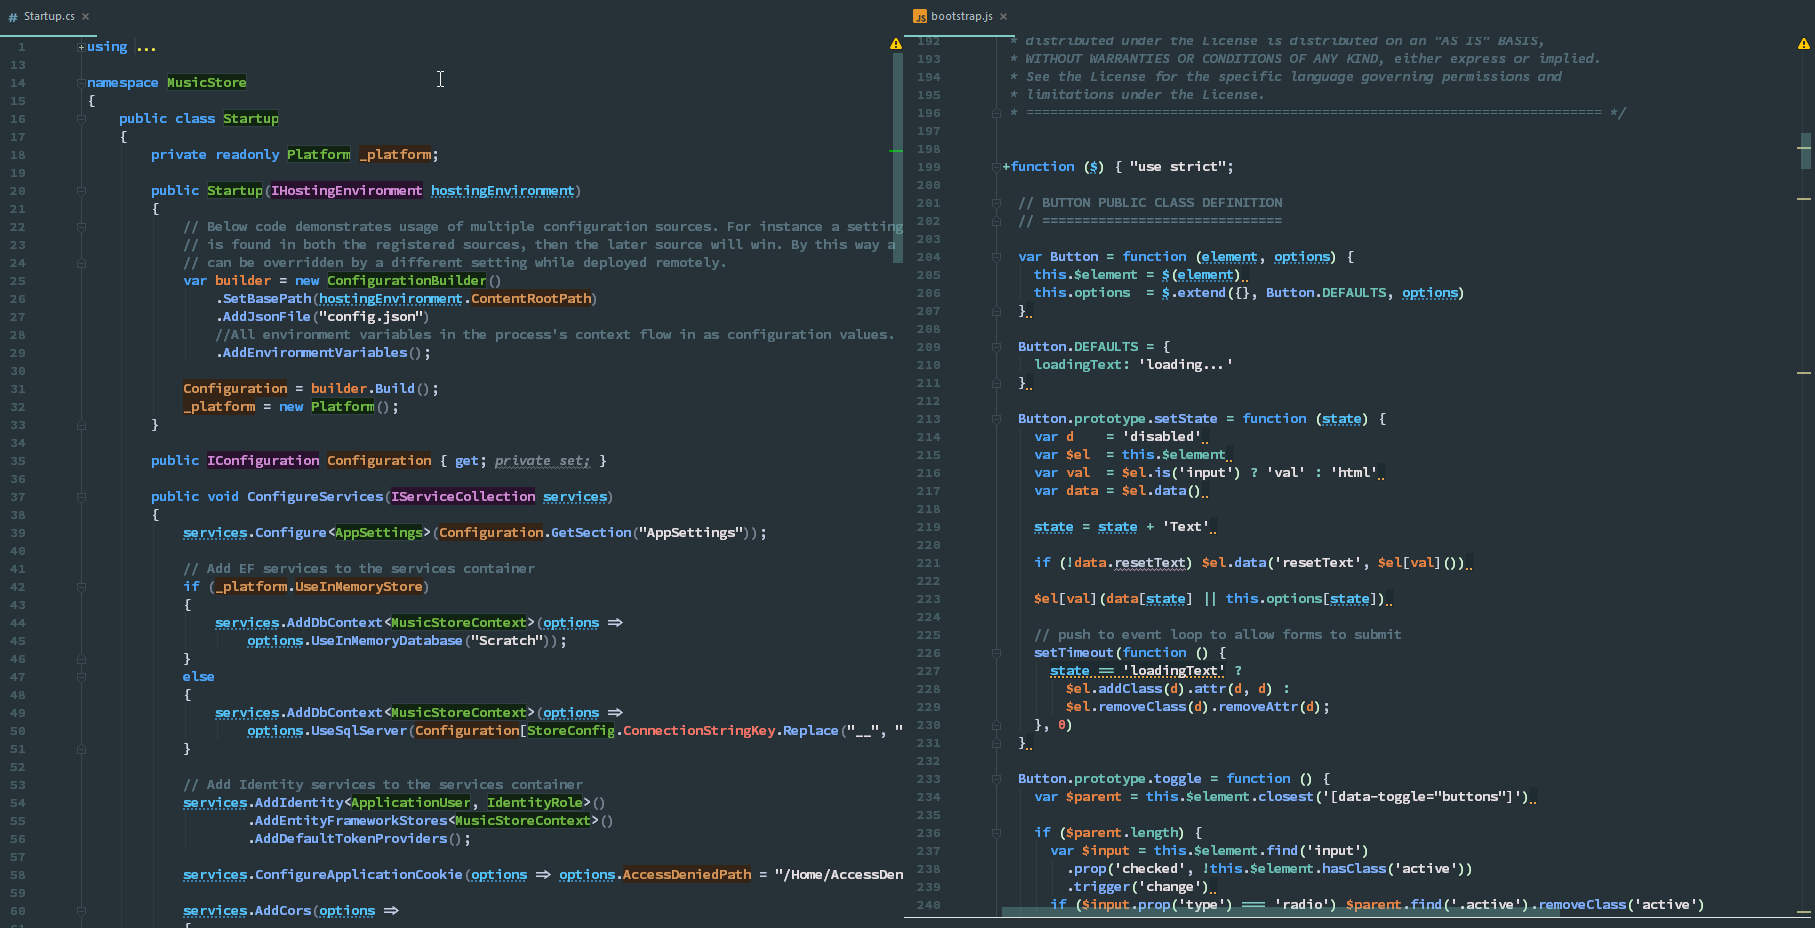 # Startup.cs ×
1 using ...
13
14 namespace MusicStore
15 {
16 public class Startup
17 {
18 private readonly Platform _platform;
19
20 public Startup(IHostingEnvironment hostingEnvironment)
21 {
22 // Below code demonstrates usage of multiple configuration sources. For instance a setting
23 // is found in both the registered sources, then the later source will win. By this way a
24 // can be overridden by a different setting while deployed remotely.
25 var builder = new ConfigurationBuilder()
26 .SetBasePath(hostingEnvironment.ContentRootPath)
27 .AddJsonFile("config.json")
28 //All environment variables in the process's context flow in as configuration values.
29 .AddEnvironmentVariables();
30
31 Configuration = builder.Build();
32 _platform = new Platform();
33 }
34
35 public IConfiguration Configuration { get; private set; }
36
37 public void ConfigureServices(IServiceCollection services)
38 {
39 services.Configure<AppSettings>(Configuration.GetSection("AppSettings"));
40
41 // Add EF services to the services container
42 if (_platform.UseInMemoryStore)
43 {
44 services.AddDbContext<MusicStoreContext>(options =>
45 options.UseInMemoryDatabase("Scratch"));
46 }
47 else
48 {
49 services.AddDbContext<MusicStoreContext>(options =>
50 options.UseSqlServer(Configuration[StoreConfig.ConnectionStringKey.Replace("__", "
51 }
52
53 // Add Identity services to the services container
54 services.AddIdentity<ApplicationUser, IdentityRole>()
55 .AddEntityFrameworkStores<MusicStoreContext>()
56 .AddDefaultTokenProviders();
57
58 services.ConfigureApplicationCookie(options => options.AccessDeniedPath = "/Home/AccessDen
59
60 services.AddCors(options =>
61 {
JS bootstrap.js ×
192 * distributed under the License is distributed on an "AS IS" BASIS,
193 * WITHOUT WARRANTIES OR CONDITIONS OF ANY KIND, either express or implied.
194 * See the License for the specific language governing permissions and
195 * limitations under the License.
196 * ======================================================================== */
197
198
199 +function ($) { "use strict";
200
201 // BUTTON PUBLIC CLASS DEFINITION
202 // ==============================
203
204 var Button = function (element, options) {
205 this.$element = $(element)
206 this.options = $.extend({}, Button.DEFAULTS, options)
207 }
208
209 Button.DEFAULTS = {
210 loadingText: 'loading...'
211 }
212
213 Button.prototype.setState = function (state) {
214 var d = 'disabled'
215 var $el = this.$element
216 var val = $el.is('input') ? 'val' : 'html'
217 var data = $el.data()
218
219 state = state + 'Text'
220
221 if (!data.resetText) $el.data('resetText', $el[val]())
222
223 $el[val](data[state] || this.options[state])
224
225 // push to event loop to allow forms to submit
226 setTimeout(function () {
227 state == 'loadingText' ?
228 $el.addClass(d).attr(d, d) :
229 $el.removeClass(d).removeAttr(d);
230 }, 0)
231 }
232
233 Button.prototype.toggle = function () {
234 var $parent = this.$element.closest('[data-toggle="buttons"]')
235
236 if ($parent.length) {
237 var $input = this.$element.find('input')
238 .prop('checked', !this.$element.hasClass('active'))
239 .trigger('change')
240 if ($input.prop('type') === 'radio') $parent.find('.active').removeClass('active')